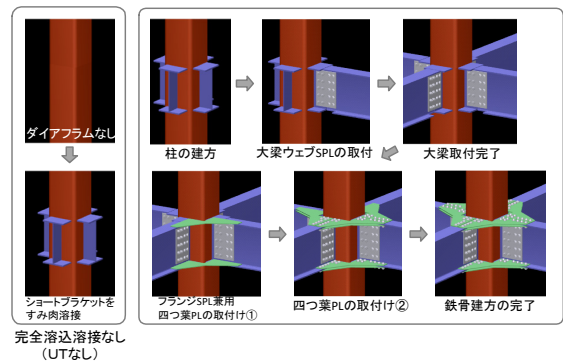 ダイアフラムなし
ショートブラケットを
すみ肉溶接
完全溶込溶接なし
(UTなし)
柱の建方
大梁ウェブSPLの取付
大梁取付完了
フランジSPL兼用
四つ葉PLの取付け①
四つ葉PLの取付け②
鉄骨建方の完了